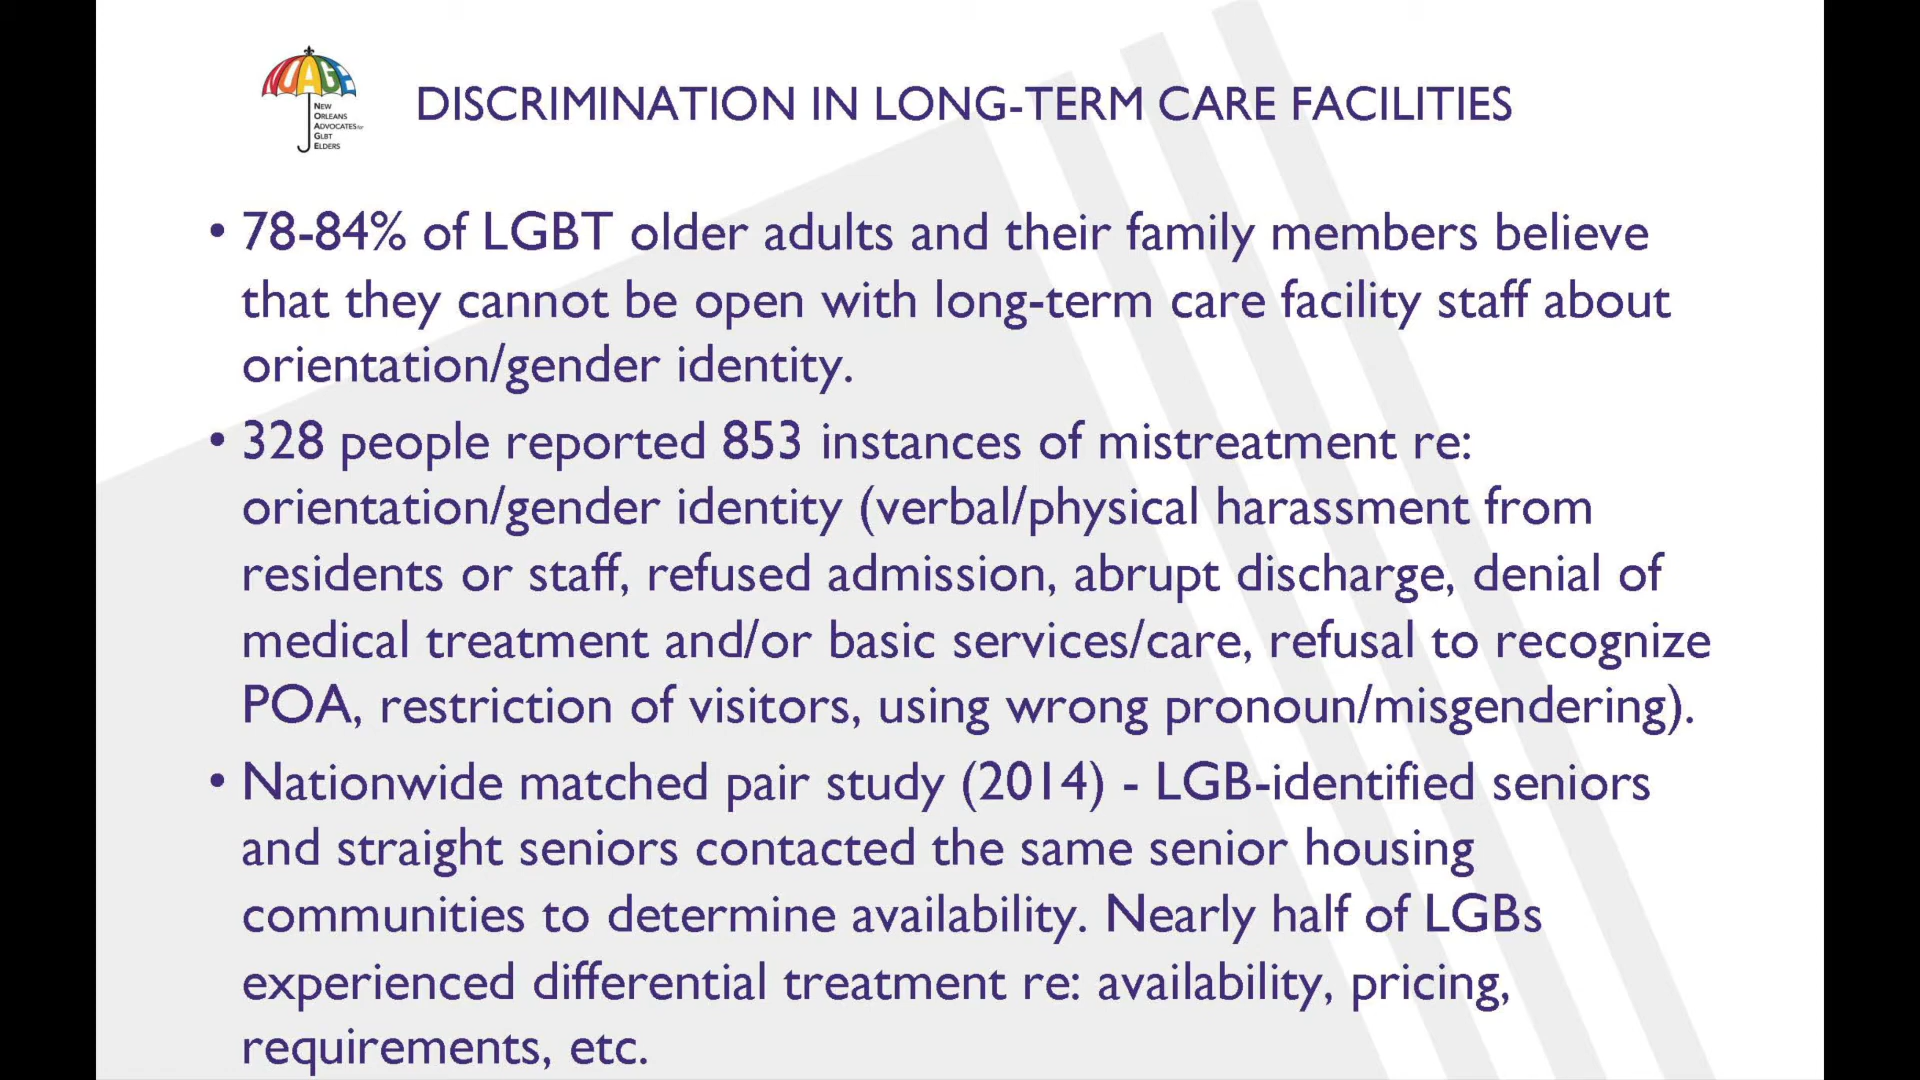 NOAGE
NEW
ORLEANS
ADVOCATES for
GLBT
ELDERS
DISCRIMINATION IN LONG-TERM CARE FACILITIES
• 78-84% of LGBT older adults and their family members believe
that they cannot be open with long-term care facility staff about
orientation/gender identity.
• 328 people reported 853 instances of mistreatment re:
orientation/gender identity (verbal/physical harassment from
residents or staff, refused admission, abrupt discharge, denial of
medical treatment and/or basic services/care, refusal to recognize
POA, restriction of visitors, using wrong pronoun/misgendering).
• Nationwide matched pair study (2014) - LGB-identified seniors
and straight seniors contacted the same senior housing
communities to determine availability. Nearly half of LGBs
experienced differential treatment re: availability, pricing,
requirements, etc.